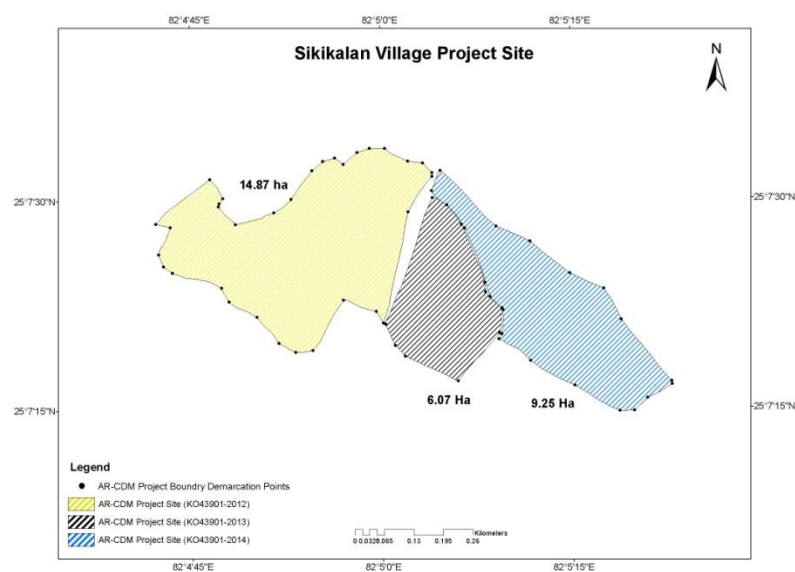 82°4'45"E 82°5'0"E 82°5'15"E
Sikikalan Village Project Site
N
14.87 ha
25°7'30"N 25°7'30"N
6.07 Ha 9.25 Ha
25°7'15"N 25°7'15"N
Legend
AR-CDM Project Boundry Demarcation Points
AR-CDM Project Site (KO43901-2012)
AR-CDM Project Site (KO43901-2013)
AR-CDM Project Site (KO43901-2014)
Kilometers
0 0.13 0.195 0.26
82°4'45"E 82°5'0"E 82°5'15"E